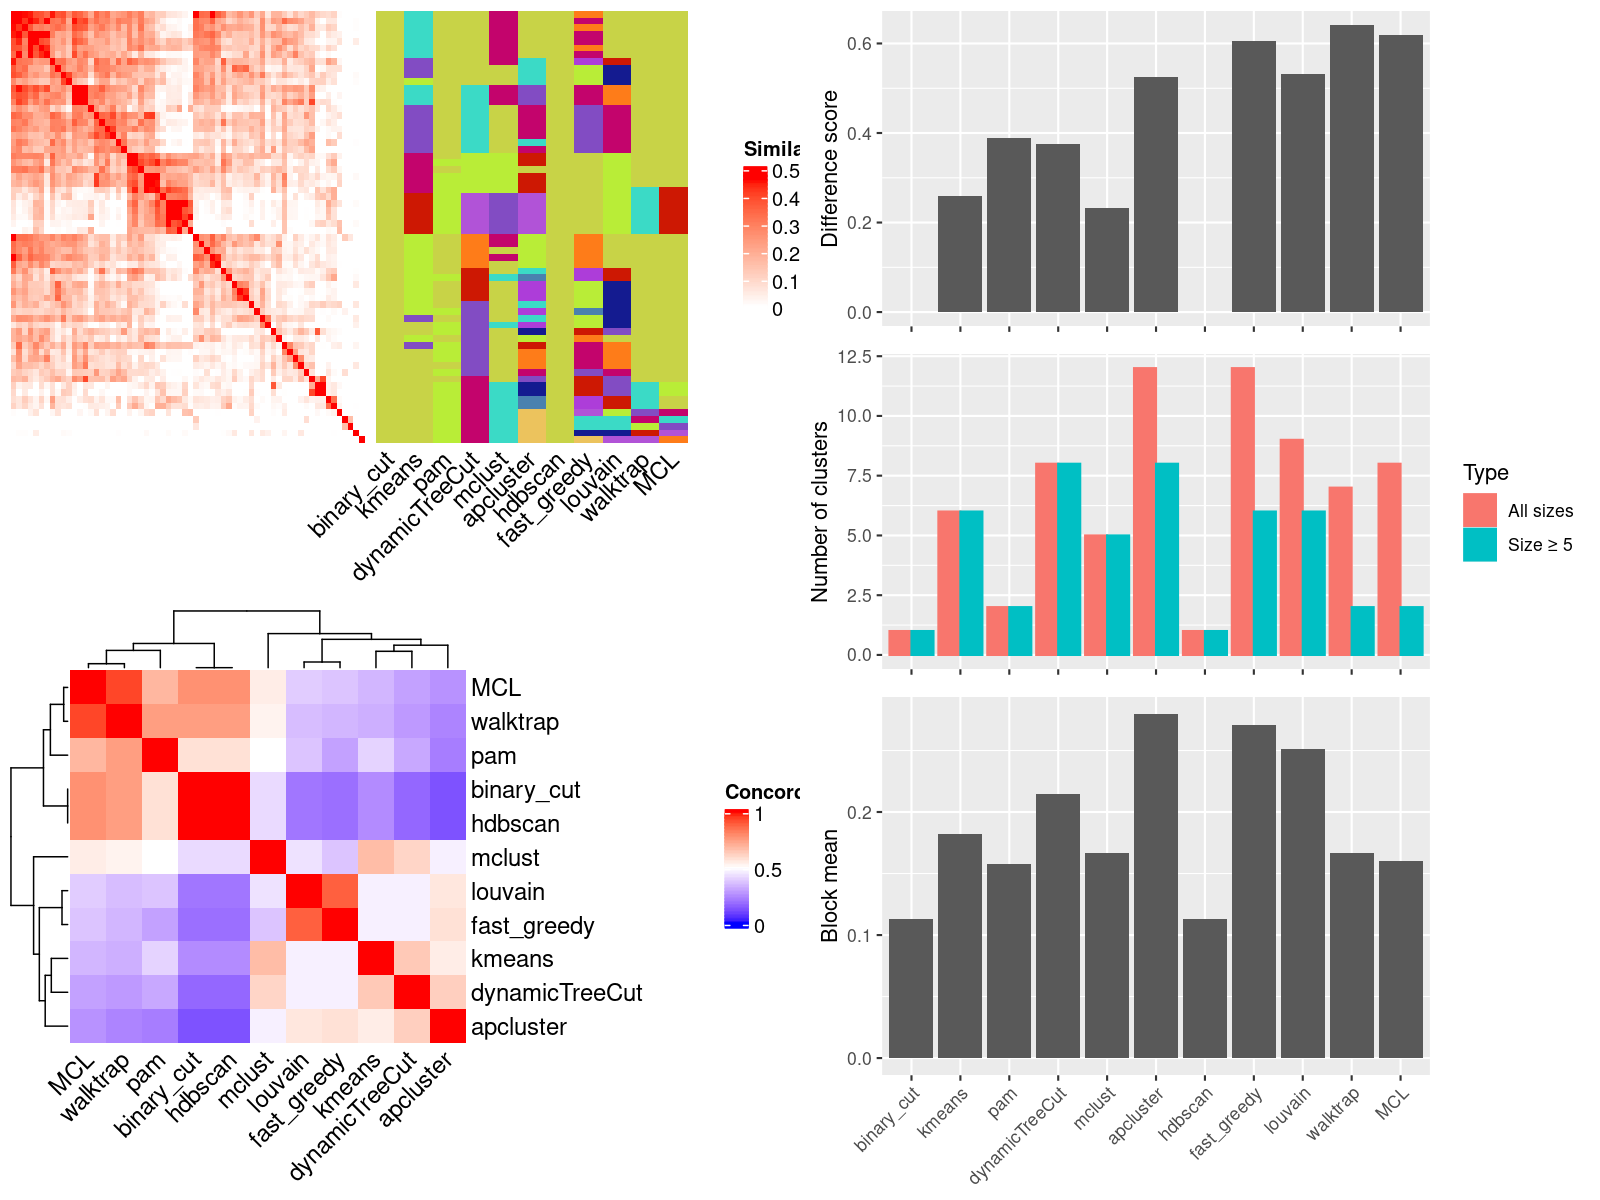 Simila
0.5
0.4
0.3
0.2
0.1
0
binary_cut
kmeans
pam
dynamicTreeCut
mclust
apcluster
hdbscan
fast_greedy
louvain
walktrap
MCL
Difference score
0.6
0.4
0.2
0.0
Number of clusters
12.5
10.0
7.5
5.0
2.5
0.0
Type
All sizes
Size ≥ 5
MCL
walktrap
pam
binary_cut
hdbscan
mclust
louvain
fast_greedy
kmeans
dynamicTreeCut
apcluster
MCL
walktrap
pam
binary_cut
hdbscan
mclust
louvain
fast_greedy
kmeans
dynamicTreeCut
apcluster
Concord
1
0.5
0
Block mean
0.2
0.1
0.0
binary_cut
kmeans
pam
dynamicTreeCut
mclust
apcluster
hdbscan
fast_greedy
louvain
walktrap
MCL